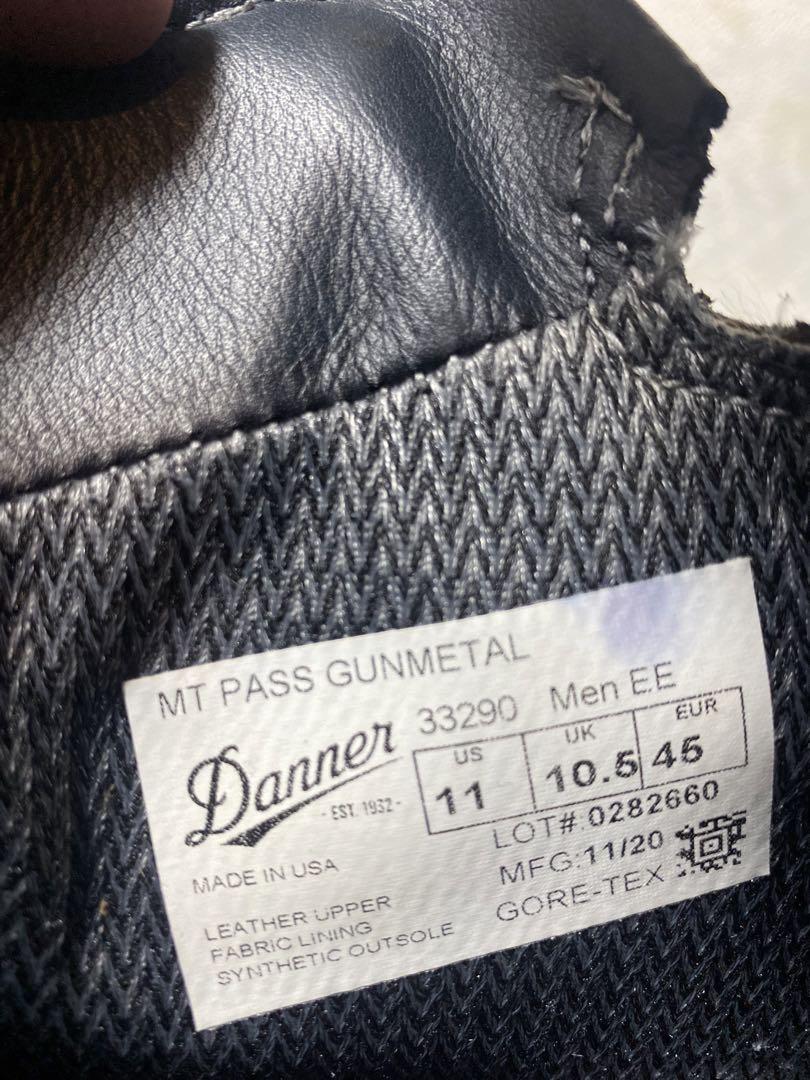 MT PASS GUNMETAL
Danner
- EST. 1932 -
33290 Men EE
US UK EUR
11 10.5 45
LOT#:0282660
MFG:11/20
GORE-TEX
MADE IN USA
LEATHER UPPER
FABRIC LINING
SYNTHETIC OUTSOLE